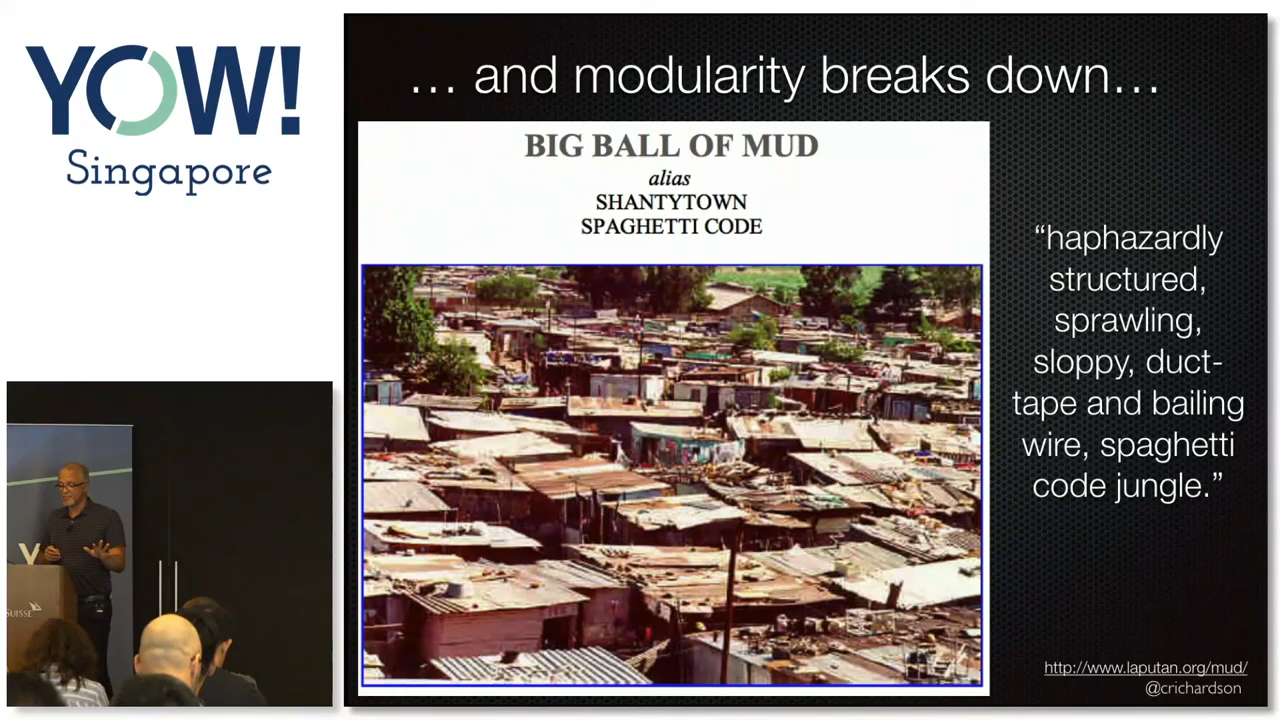 YOW!
Singapore
… and modularity breaks down…
BIG BALL OF MUD
alias
SHANTYTOWN
SPAGHETTI CODE
“haphazardly
structured,
sprawling,
sloppy, duct-
tape and bailing
wire, spaghetti
code jungle.”
http://www.laputan.org/mud/
@crichardson
Y
SUISSE